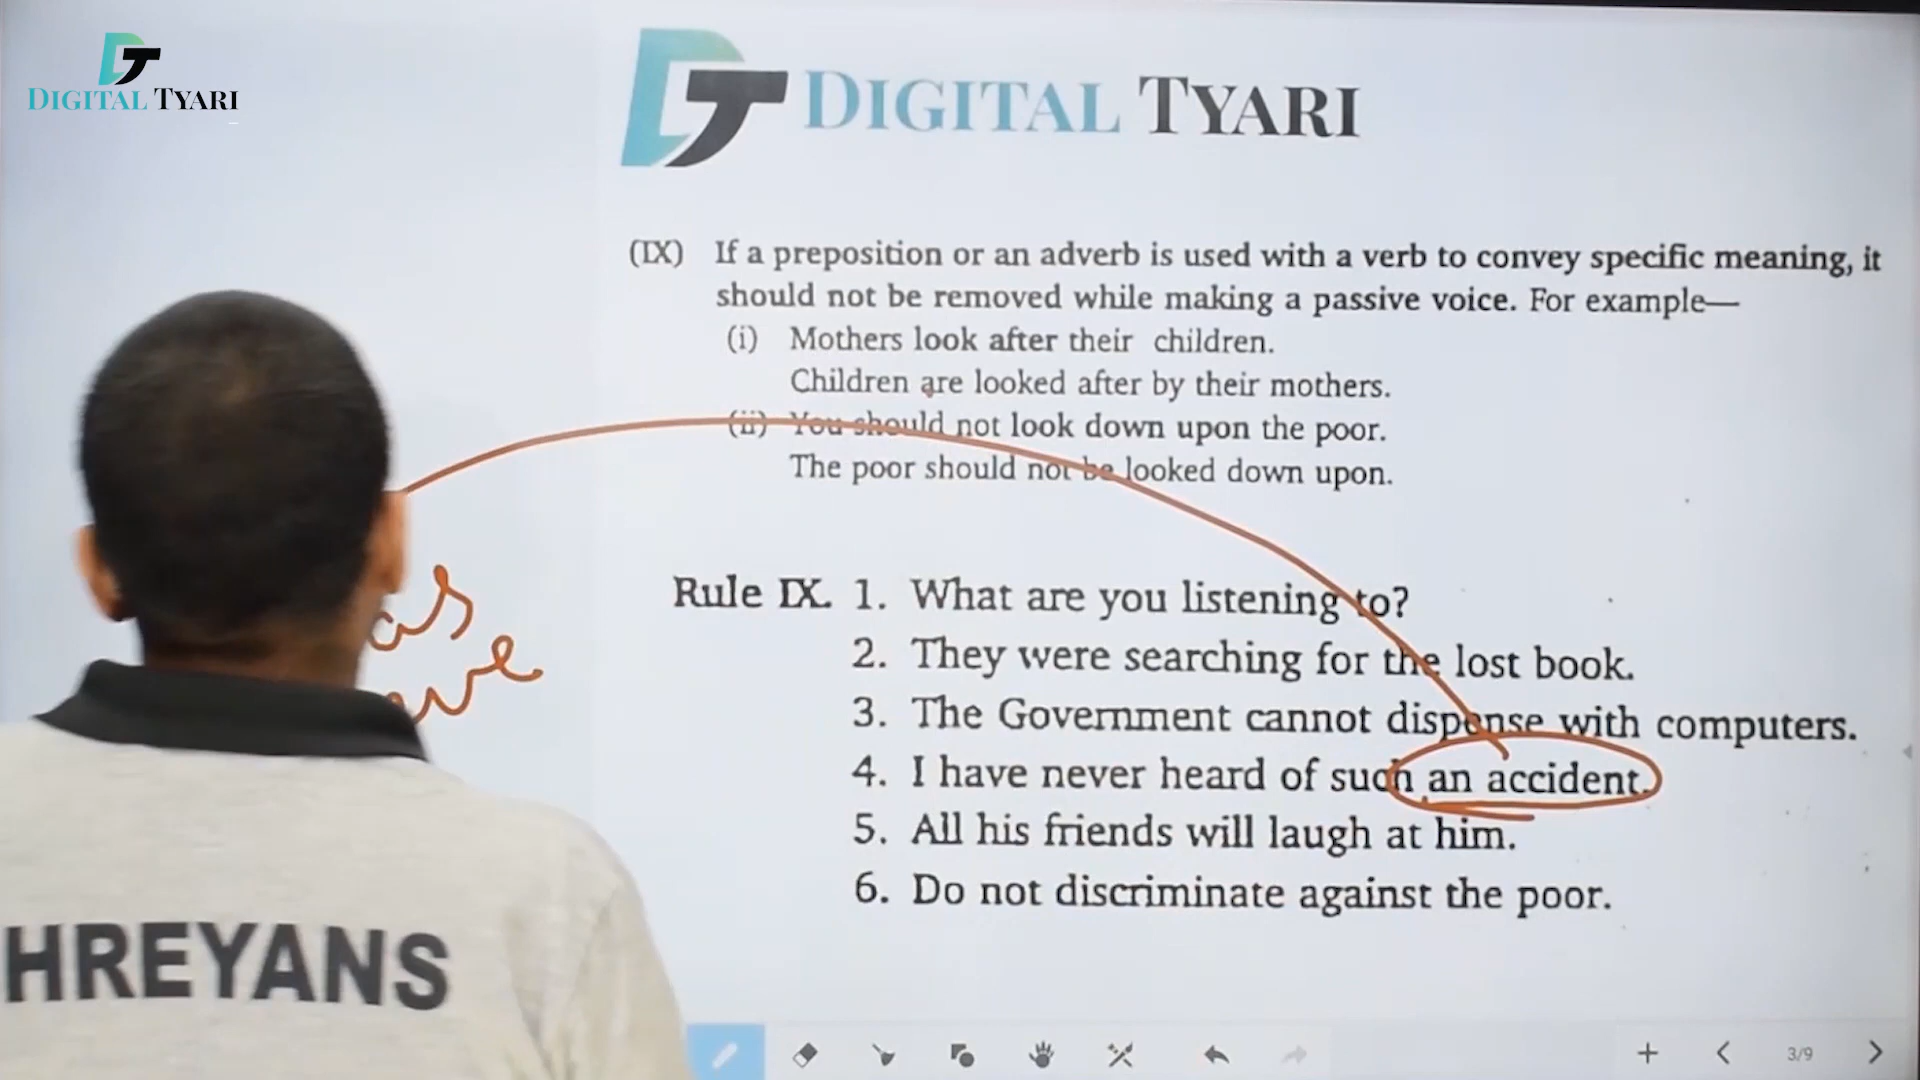 DIGITAL TYARI
DIGITAL TYARI
(IX) If a preposition or an adverb is used with a verb to convey specific meaning, it
should not be removed while making a passive voice. For example—
(i) Mothers look after their children.
Children are looked after by their mothers.
(ii) You should not look down upon the poor.
The poor should not be looked down upon.
Rule IX. 1. What are you listening to?
2. They were searching for the lost book.
3. The Government cannot dispense with computers.
4. I have never heard of such an accident.
5. All his friends will laugh at him.
6. Do not discriminate against the poor.
HREYANS
3/9